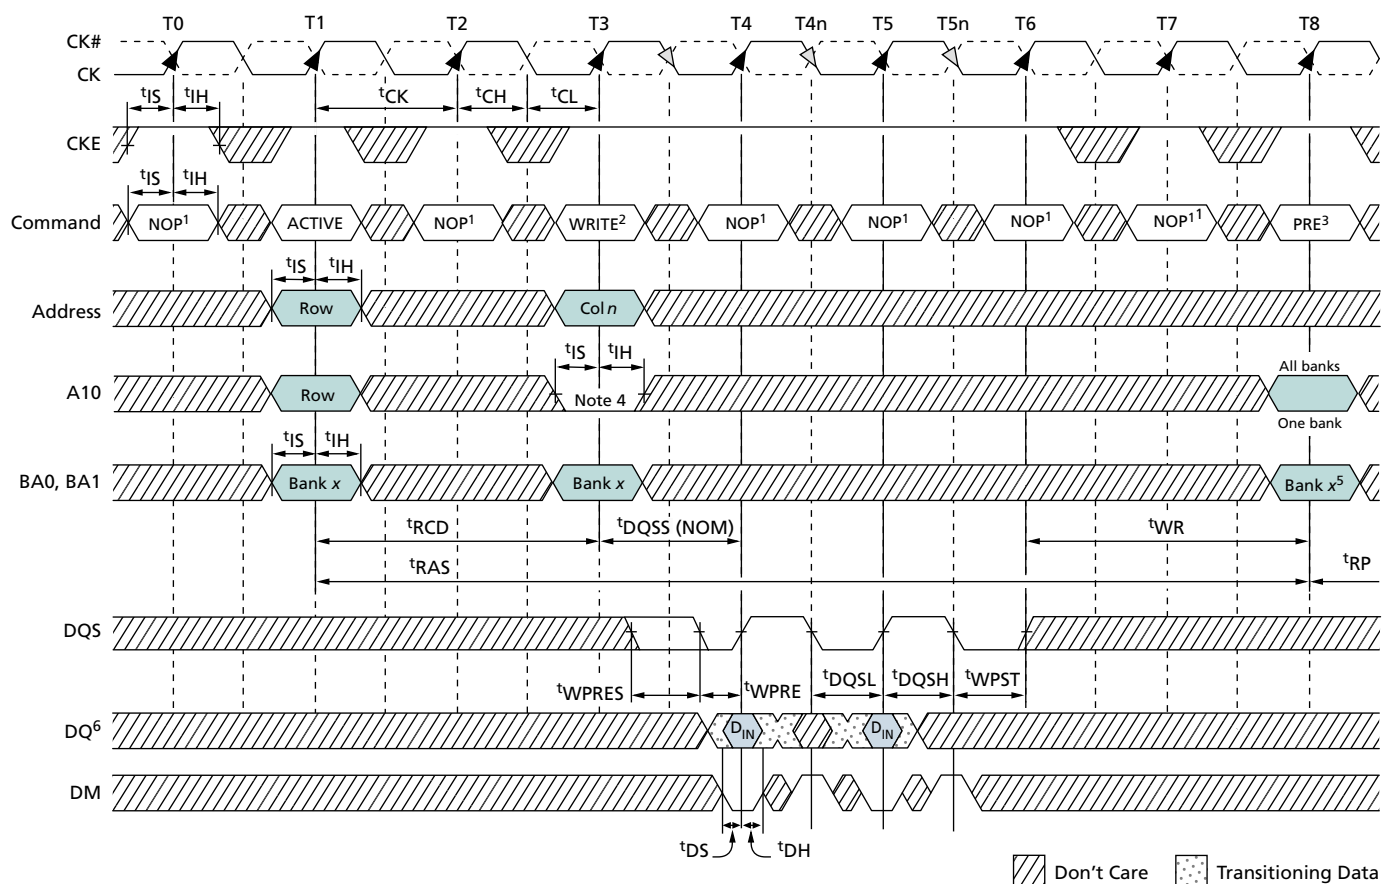 T0 T1 T2 T3 T4 T4n T5 T5n T6 T7 T8
CK#
CK
tIS tIH tCK tCH tCL
CKE
tIS tIH
Command NOP1 ACTIVE NOP1 WRITE2 NOP1 NOP1 NOP1 NOP11 PRE3
tIS tIH
Address Row Col n
tIS tIH All banks
A10 Row Note 4
One bank
tIS tIH
BA0, BA1 Bank x Bank x Bank x5
tRCD tDQSS (NOM) tWR
tRAS tRP
DQS
tWPRES tWPRE tDQSL tDQSH tWPST
DQ6 DIN DIN
DM
tDS tDH
Don't Care Transitioning Data